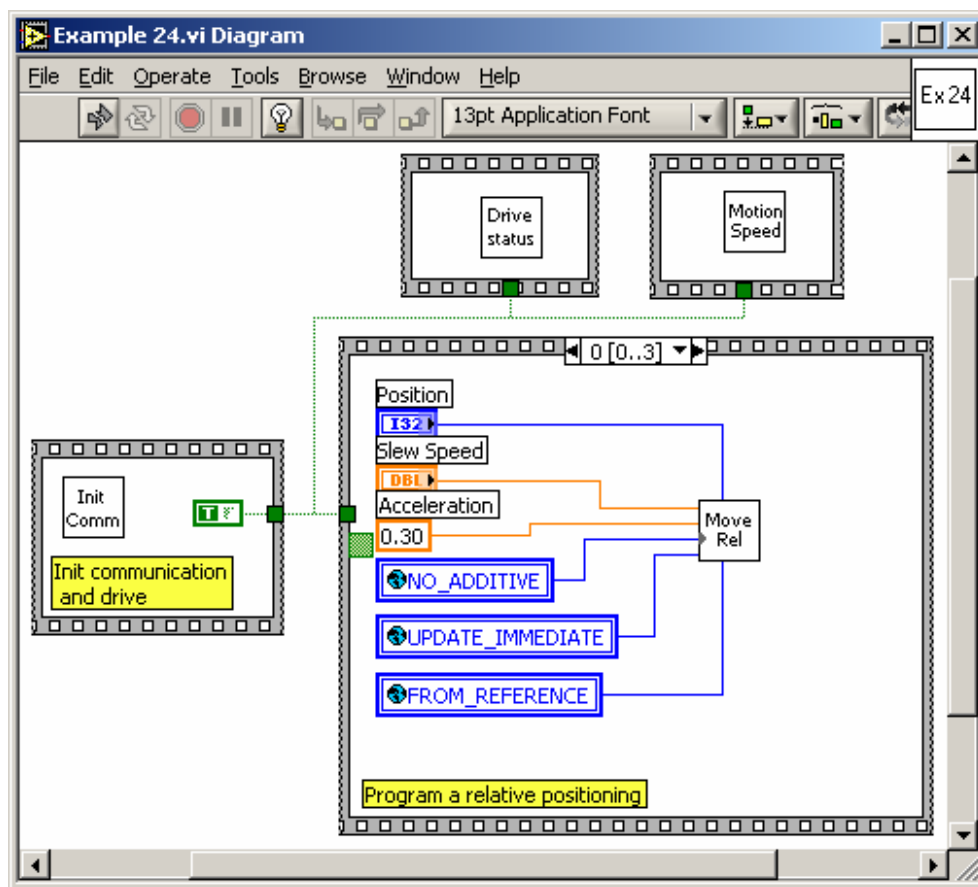 Example 24.vi Diagram
File Edit Operate Tools Browse Window Help
13pt Application Font
Ex24
Drive
status
Motion
Speed
0 [0..3]
Position
I32
Slew Speed
DBL
Acceleration
0.30
Init
Comm
T
Move
Rel
NO_ADDITIVE
Init communication
and drive
UPDATE_IMMEDIATE
FROM_REFERENCE
Program a relative positioning